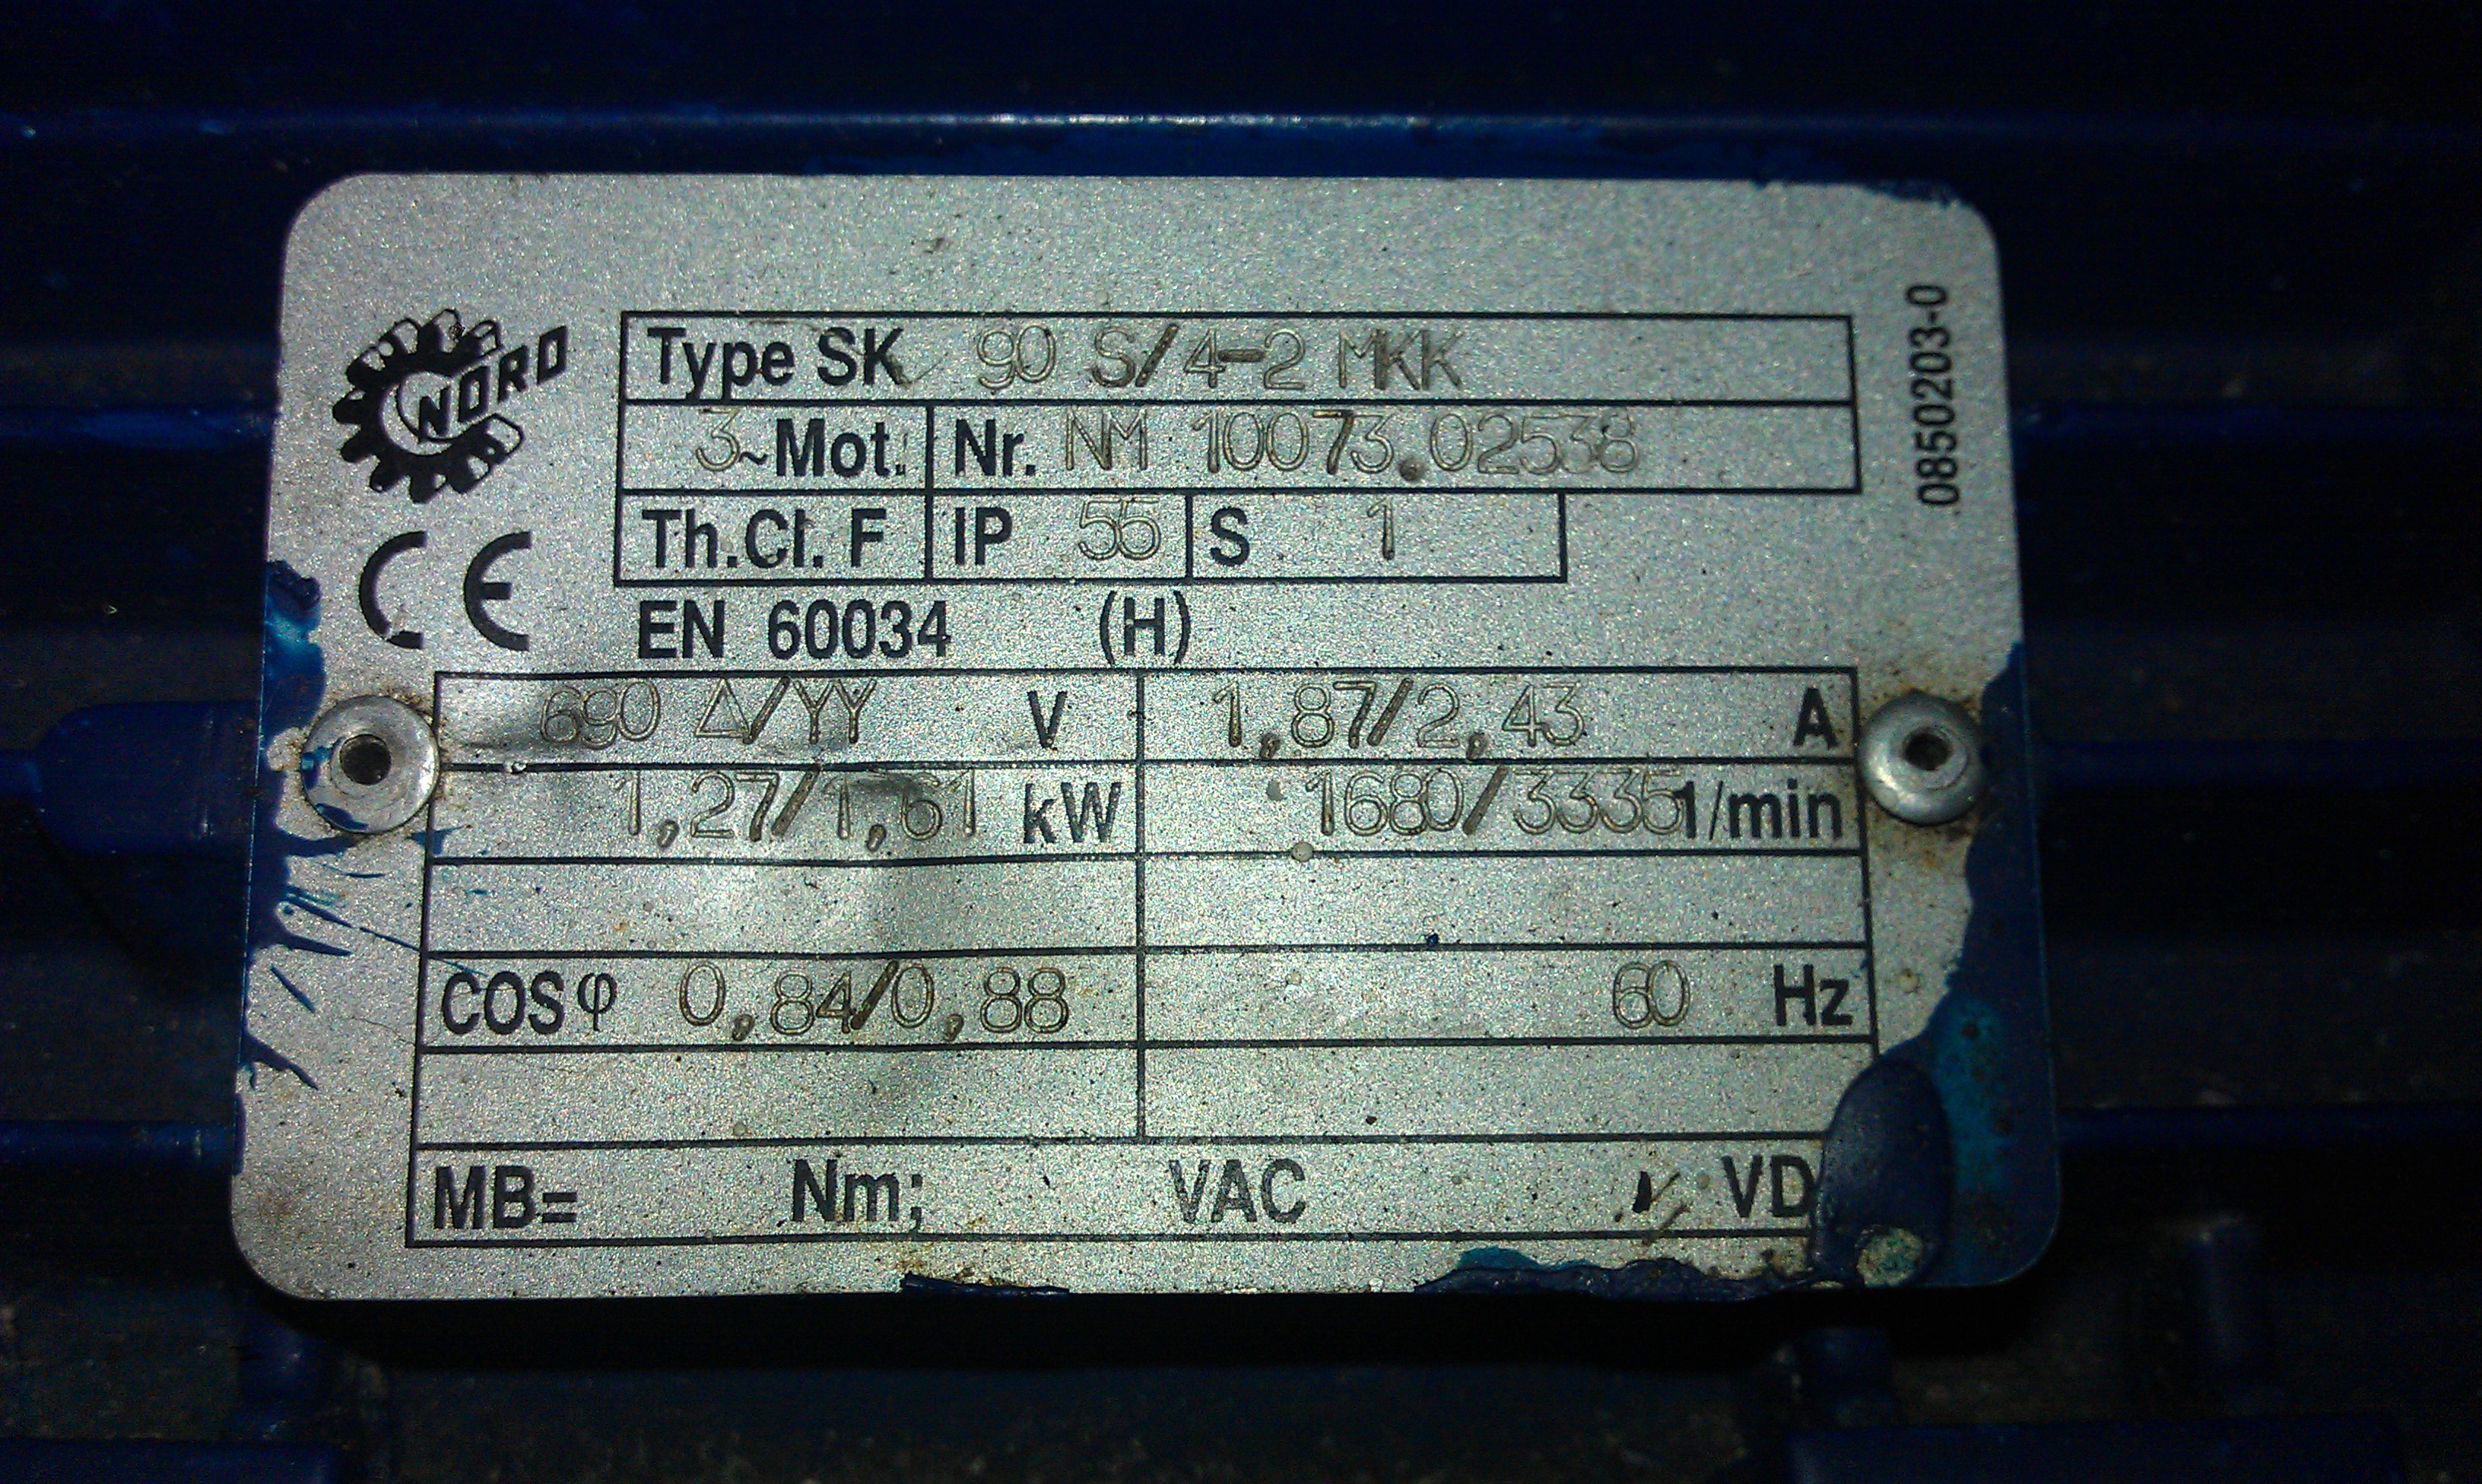 NORD
Type SK 90 S/4-2 MKK
3~Mot. Nr. NM 10073.02538
Th.Cl. F IP 55 S 1
CE
EN 60034 (H)
0850203-0
690 Δ/YY V 1,87/2,43 A
1,27/1,61 kW 1680/3335 1/min
COS φ 0,84/0,88 60 Hz
MB= Nm; VAC VD